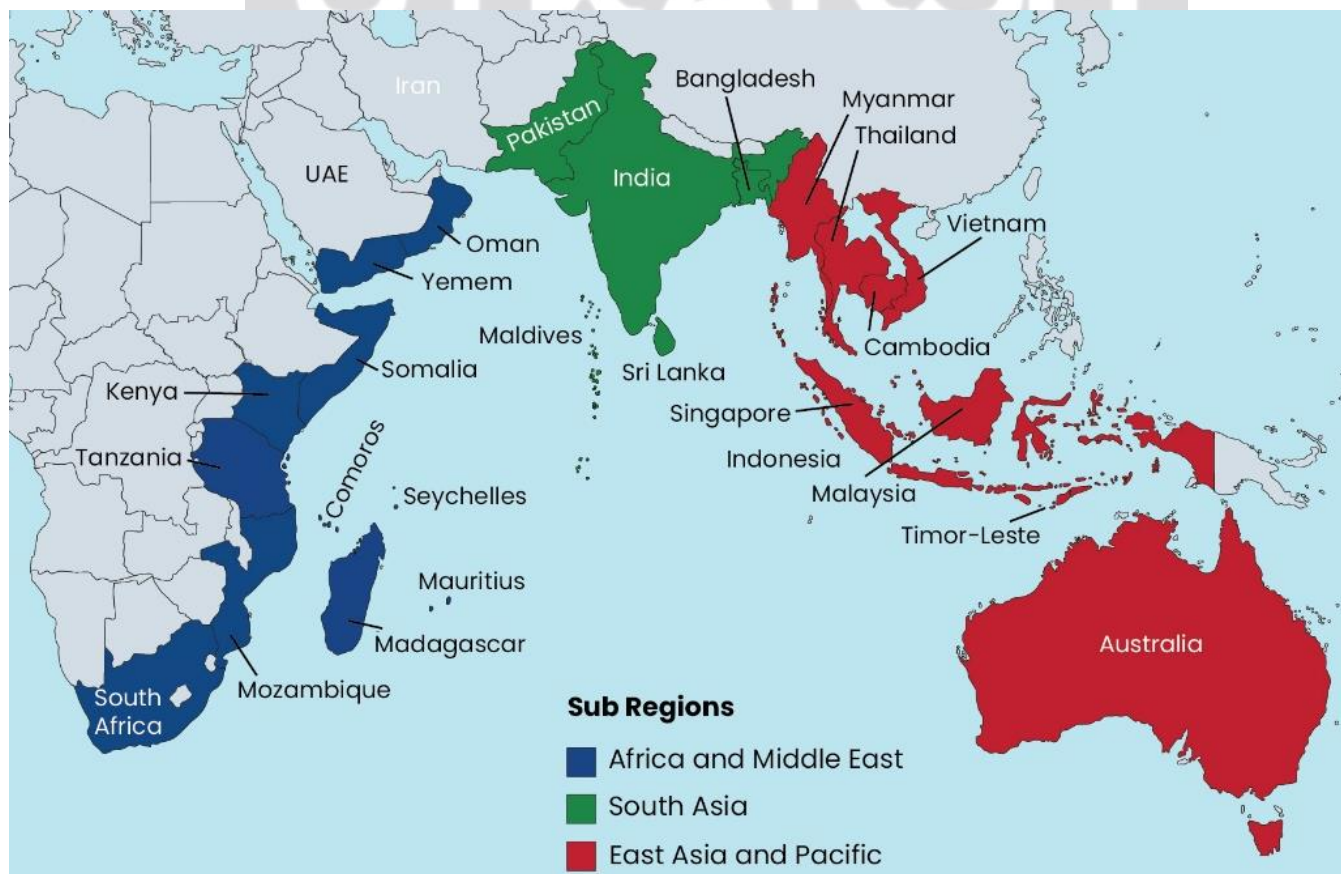 Iran
Bangladesh
Myanmar
Pakistan
Thailand
UAE
India
Vietnam
Oman
Yemem
Maldives
Cambodia
Somalia
Sri Lanka
Kenya
Singapore
Tanzania
Comoros
Indonesia
Malaysia
Seychelles
Timor-Leste
Mauritius
Madagascar
Australia
Mozambique
South
Africa
Sub Regions
Africa and Middle East
South Asia
East Asia and Pacific